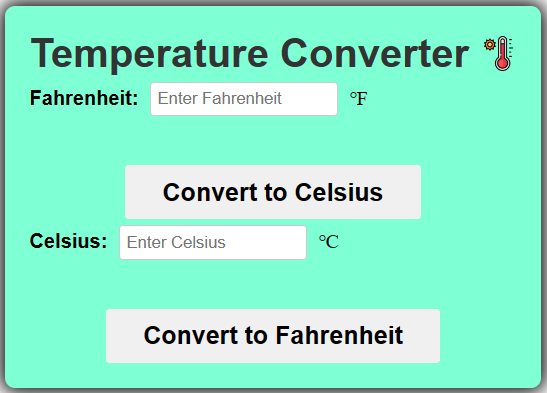 Temperature Converter
Fahrenheit: Enter Fahrenheit °F
Convert to Celsius
Celsius: Enter Celsius °C
Convert to Fahrenheit